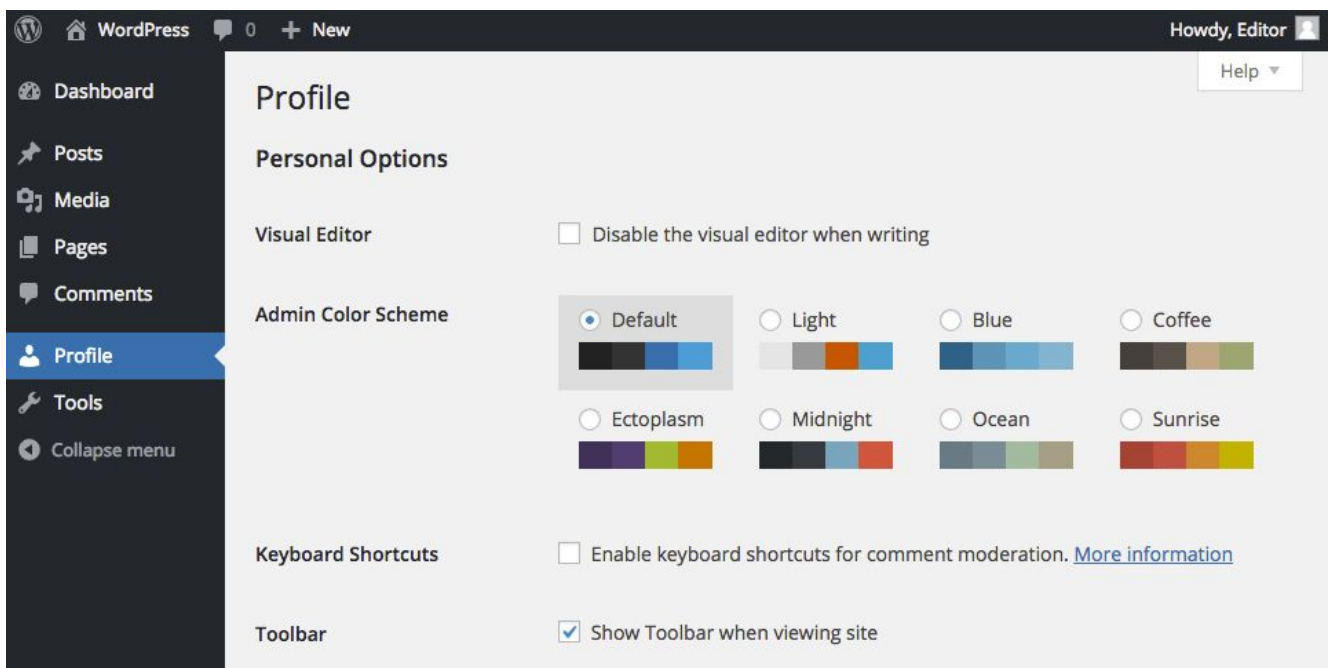 WordPress 0 New Howdy, Editor
Help
Dashboard
Posts
Media
Pages
Comments
Profile
Tools
Collapse menu
Profile
Personal Options
Visual Editor Disable the visual editor when writing
Admin Color Scheme Default Light Blue Coffee
Ectoplasm Midnight Ocean Sunrise
Keyboard Shortcuts Enable keyboard shortcuts for comment moderation. More information
Toolbar Show Toolbar when viewing site